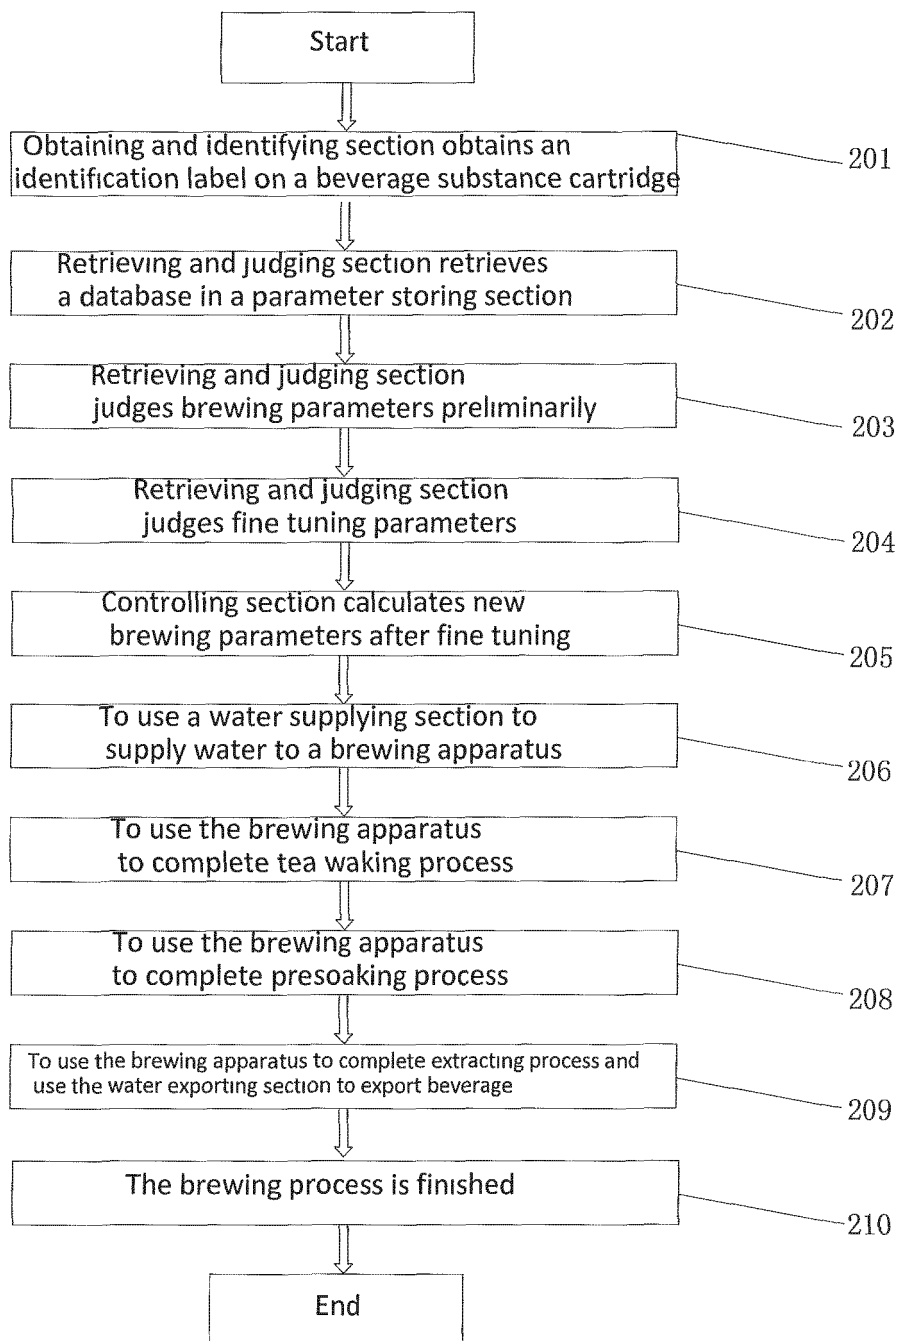 Start
Obtaining and identifying section obtains an
identification label on a beverage substance cartridge
201
Retrieving and judging section retrieves
a database in a parameter storing section
202
Retrieving and judging section
judges brewing parameters preliminarily
203
Retrieving and judging section
judges fine tuning parameters
204
Controlling section calculates new
brewing parameters after fine tuning
205
To use a water supplying section to
supply water to a brewing apparatus
206
To use the brewing apparatus
to complete tea waking process
207
To use the brewing apparatus
to complete presoaking process
208
To use the brewing apparatus to complete extracting process and
use the water exporting section to export beverage
209
The brewing process is finished
210
End